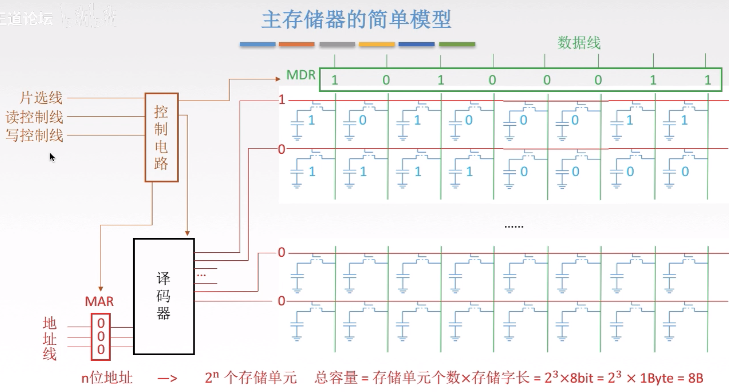 王道论坛
主存储器的简单模型
数据线
MDR 1 0 1 0 0 0 1 1
片选线
读控制线
写控制线
控制电路
1
1 0 1 0 0 0 1 1
0
1 1 1 1 0 0 1 0
......
0
0
...
译码器
MAR
地址线
0
0
0
n位地址 —> 2ⁿ 个存储单元 总容量 = 存储单元个数×存储字长 = 2³×8bit = 2³ × 1Byte = 8B